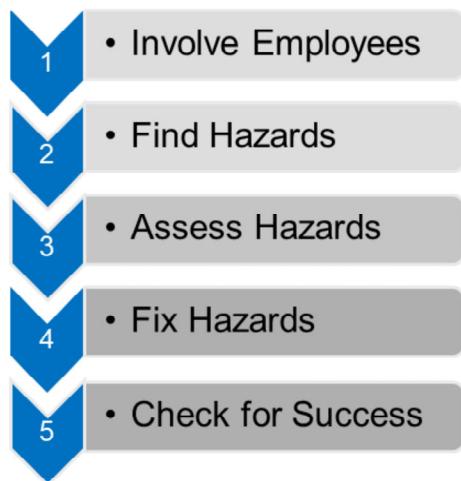 1 • Involve Employees
2 • Find Hazards
3 • Assess Hazards
4 • Fix Hazards
5 • Check for Success